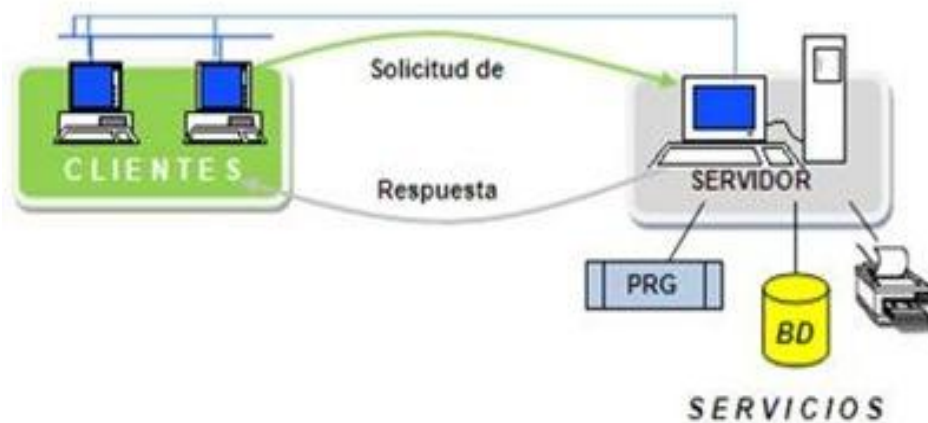 Solicitud de
CLIENTES
Respuesta
SERVIDOR
PRG
BD
SERVICIOS